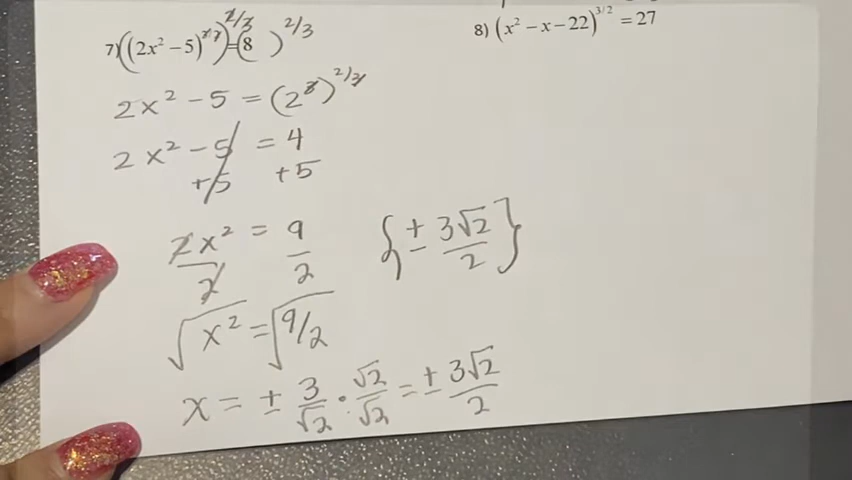 7) ((2x² − 5)^3/2)^2/3 = (8)^2/3
8) (x² − x − 22)^3/2 = 27
2x² − 5 = (2³)^2/3
2x² − 5 = 4
+5 +5
2x²/2 = 9/2 {± 3√2/2}
√x² = √9/2
x = ± 3/√2 · √2/√2 = ± 3√2/2